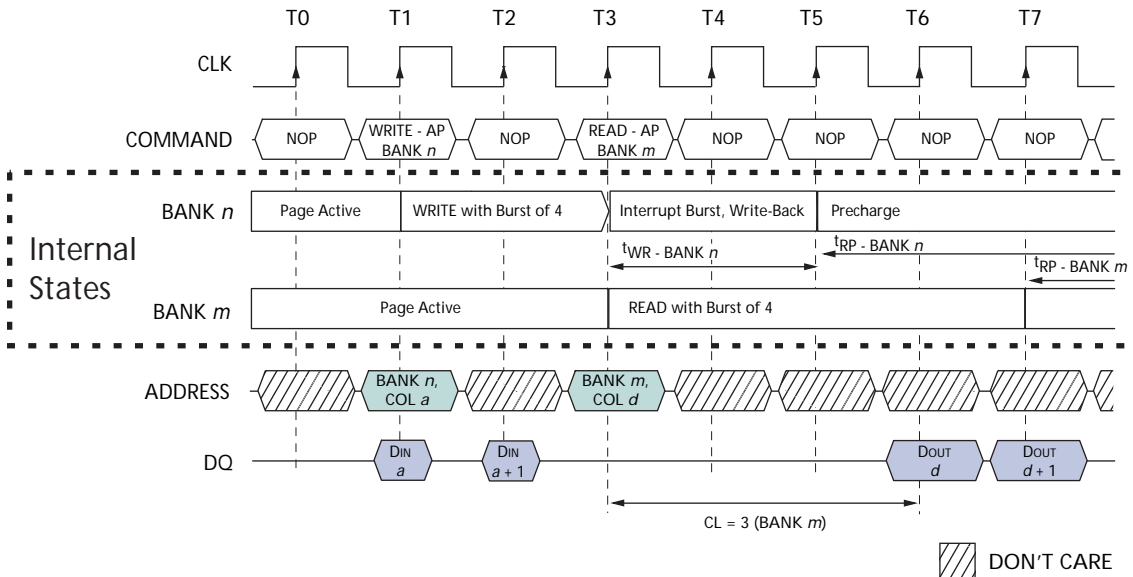 T0 T1 T2 T3 T4 T5 T6 T7
CLK
COMMAND NOP WRITE - AP BANK n NOP READ - AP BANK m NOP NOP NOP NOP
Internal States
BANK n Page Active WRITE with Burst of 4 Interrupt Burst, Write-Back Precharge
tWR - BANK n tRP - BANK n
tRP - BANK m
BANK m Page Active READ with Burst of 4
ADDRESS BANK n, COL a BANK m, COL d
DQ DIN a DIN a + 1 DOUT d DOUT d + 1
CL = 3 (BANK m)
DON'T CARE